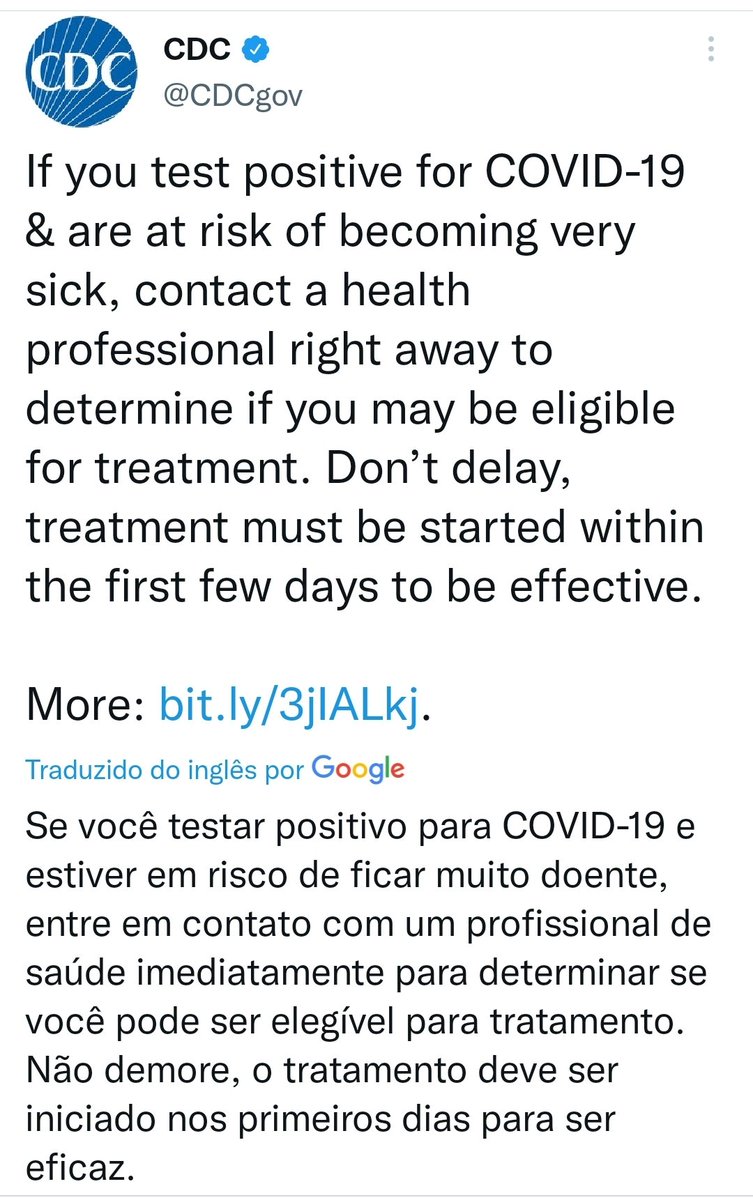 CDC
CDC
@CDCgov
If you test positive for COVID-19
& are at risk of becoming very
sick, contact a health
professional right away to
determine if you may be eligible
for treatment. Don’t delay,
treatment must be started within
the first few days to be effective.
More: bit.ly/3jlALkj.
Traduzido do inglês por Google
Se você testar positivo para COVID-19 e
estiver em risco de ficar muito doente,
entre em contato com um profissional de
saúde imediatamente para determinar se
você pode ser elegível para tratamento.
Não demore, o tratamento deve ser
iniciado nos primeiros dias para ser
eficaz.